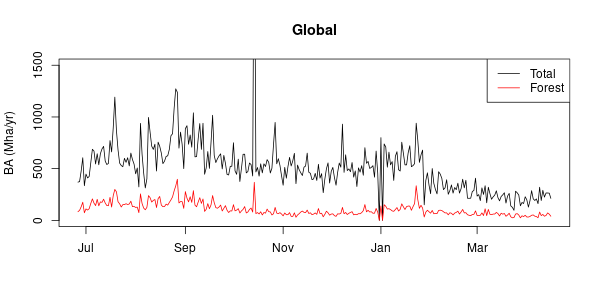 Global
BA (Mha/yr)
1500
1000
500
0
Total
Forest
Jul
Sep
Nov
Jan
Mar